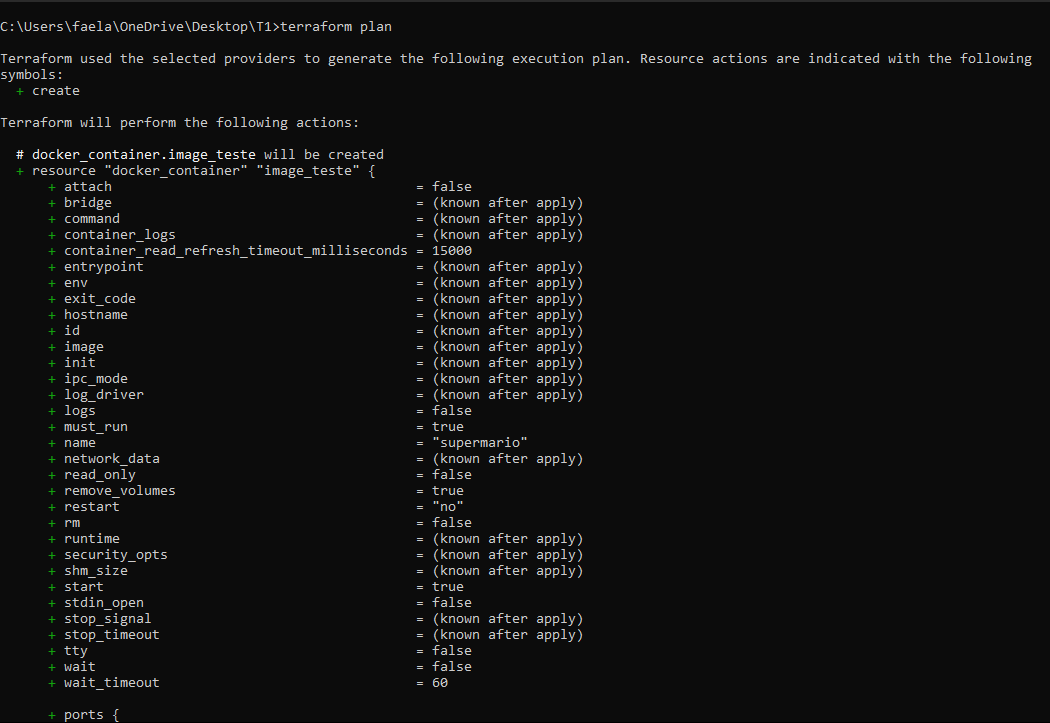 C:\Users\faela\OneDrive\Desktop\T1>terraform plan
Terraform used the selected providers to generate the following execution plan. Resource actions are indicated with the following
symbols:
+ create
Terraform will perform the following actions:
# docker_container.image_teste will be created
+ resource "docker_container" "image_teste" {
+ attach = false
+ bridge = (known after apply)
+ command = (known after apply)
+ container_logs = (known after apply)
+ container_read_refresh_timeout_milliseconds = 15000
+ entrypoint = (known after apply)
+ env = (known after apply)
+ exit_code = (known after apply)
+ hostname = (known after apply)
+ id = (known after apply)
+ image = (known after apply)
+ init = (known after apply)
+ ipc_mode = (known after apply)
+ log_driver = (known after apply)
+ logs = false
+ must_run = true
+ name = "supermario"
+ network_data = (known after apply)
+ read_only = false
+ remove_volumes = true
+ restart = "no"
+ rm = false
+ runtime = (known after apply)
+ security_opts = (known after apply)
+ shm_size = (known after apply)
+ start = true
+ stdin_open = false
+ stop_signal = (known after apply)
+ stop_timeout = (known after apply)
+ tty = false
+ wait = false
+ wait_timeout = 60
+ ports {